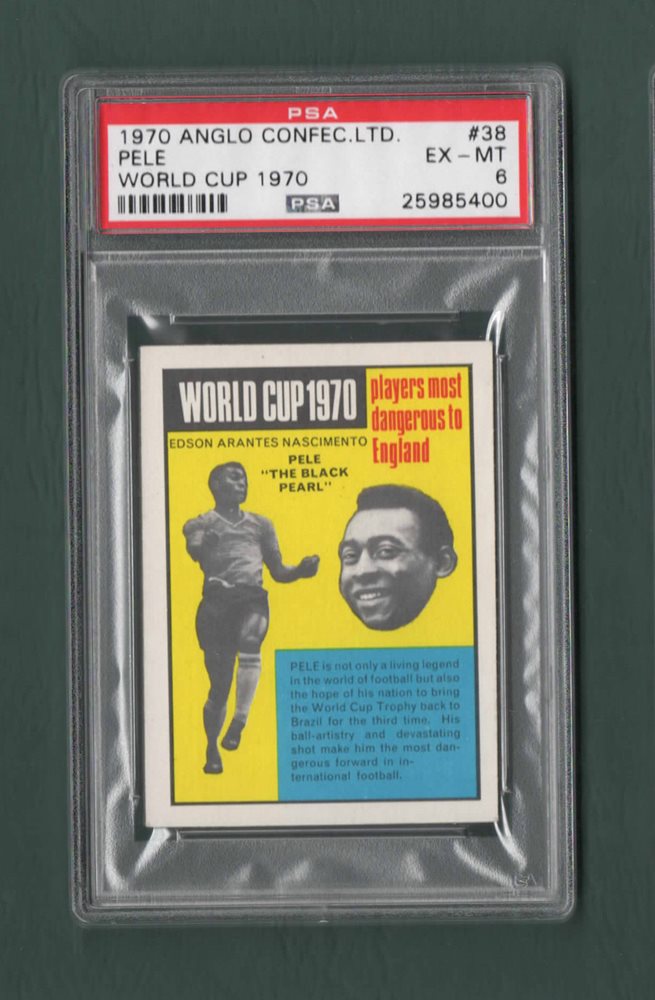 PSA
1970 ANGLO CONFEC.LTD. #38
PELE EX - MT
WORLD CUP 1970 6
PSA 25985400
WORLD CUP 1970
players most
dangerous to
England
EDSON ARANTES NASCIMENTO
PELE
"THE BLACK
PEARL"
PELE is not only a living legend
in the world of football but also
the hope of his nation to bring
the World Cup Trophy back to
Brazil for the third time. His
ball-artistry and devastating
shot make him the most dan-
gerous forward in in-
ternational football.
PSA